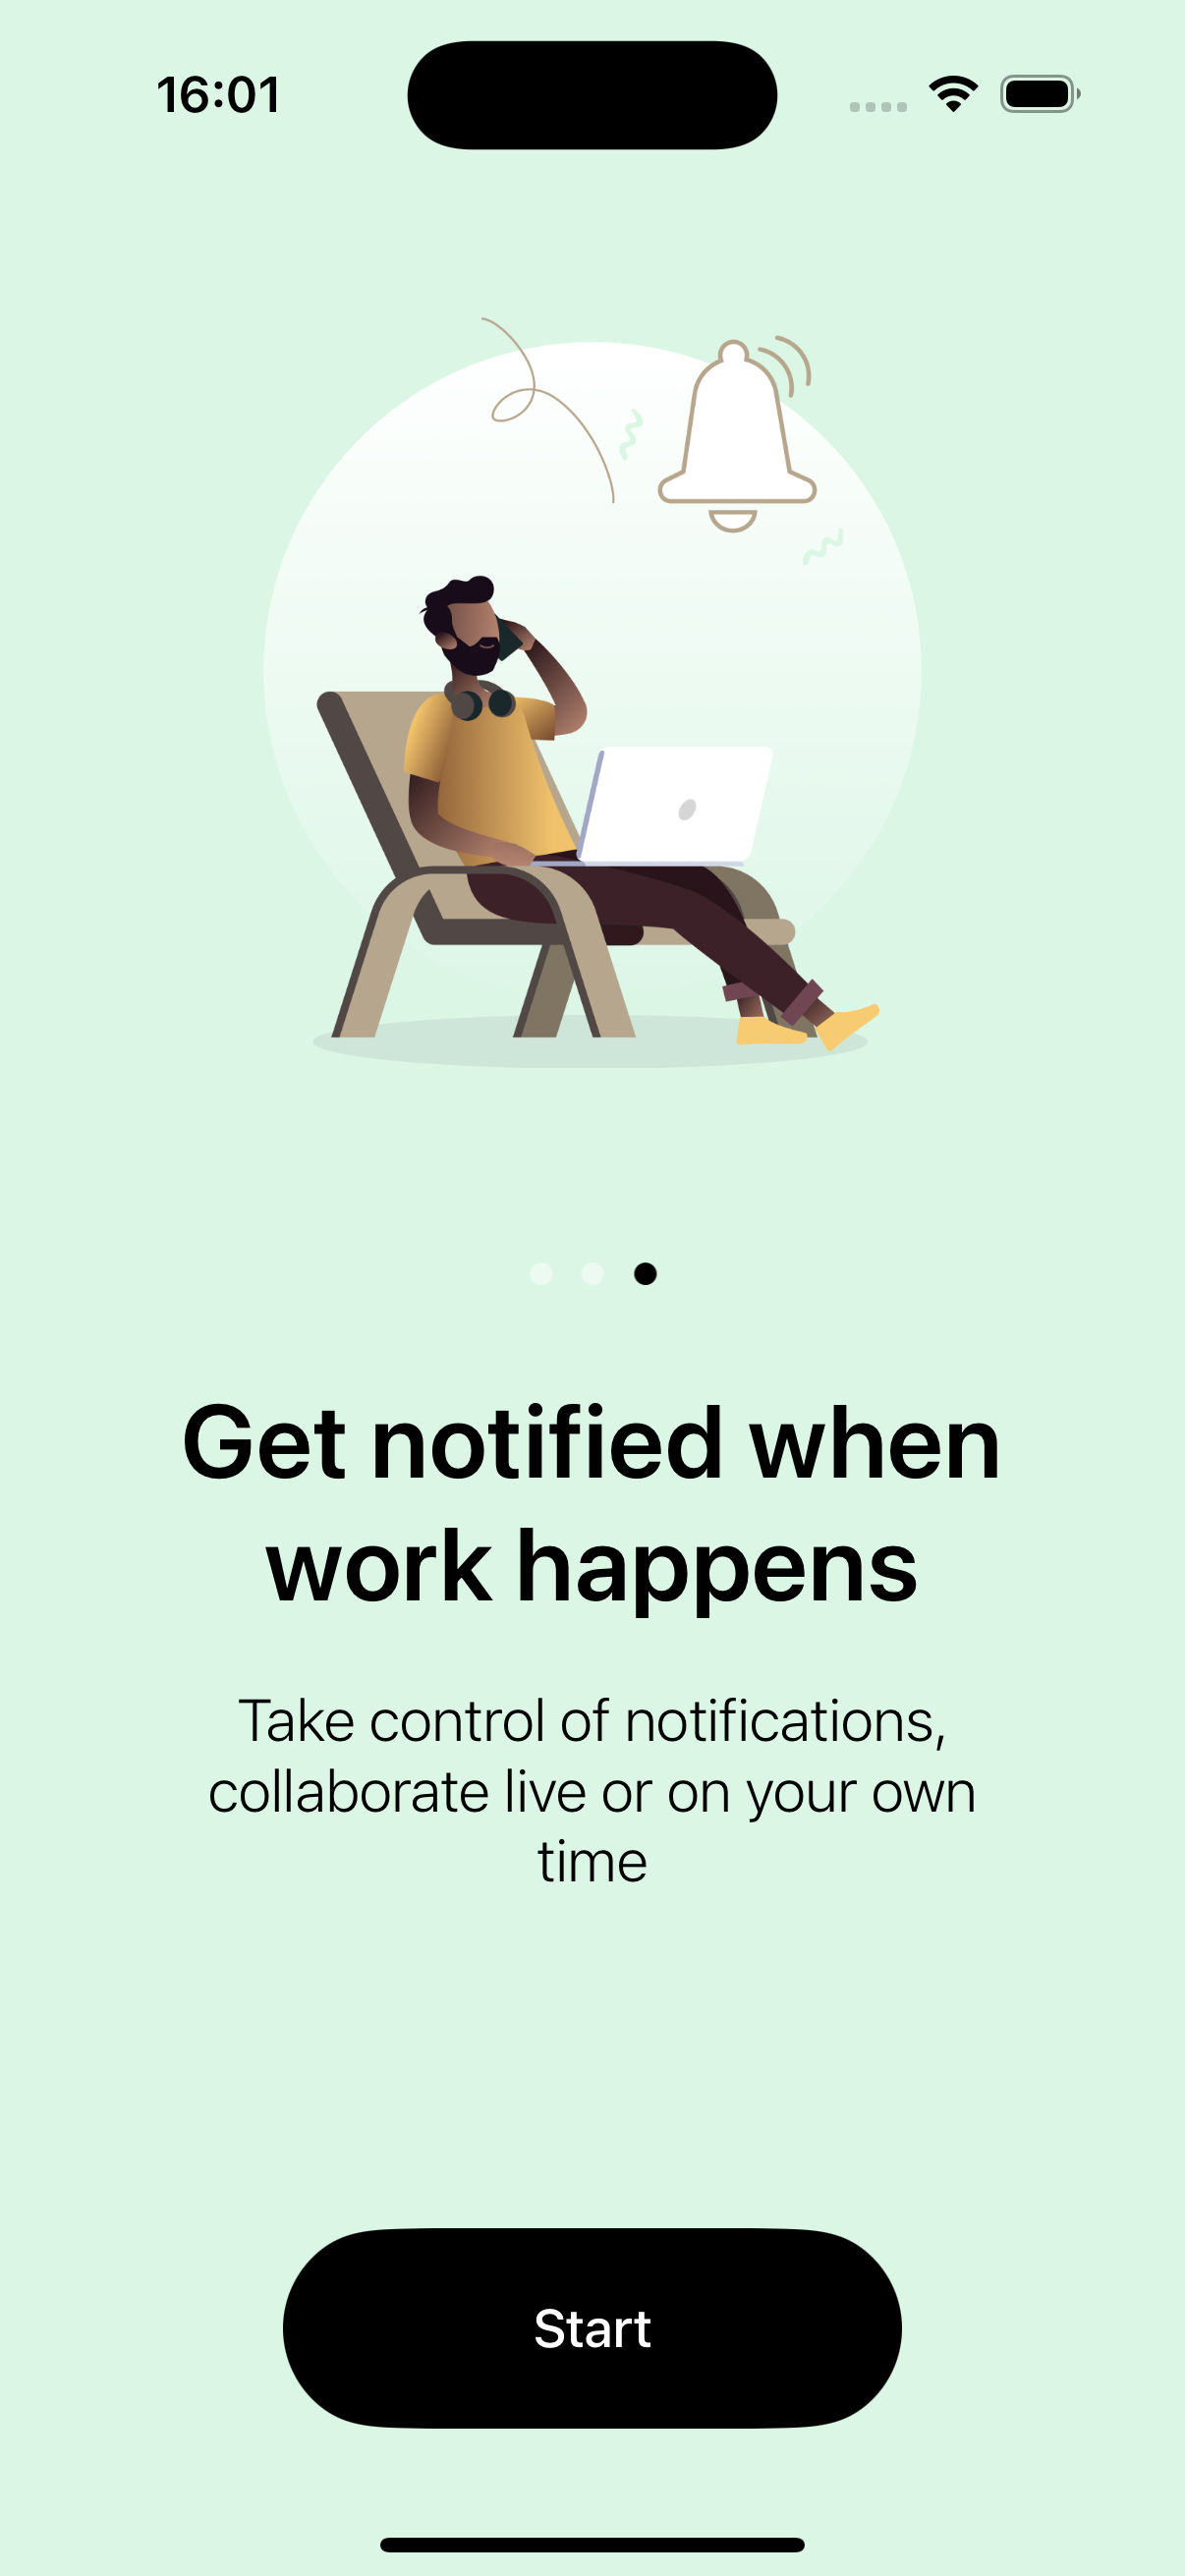 16:01
Get notified when
work happens
Take control of notifications,
collaborate live or on your own
time
Start